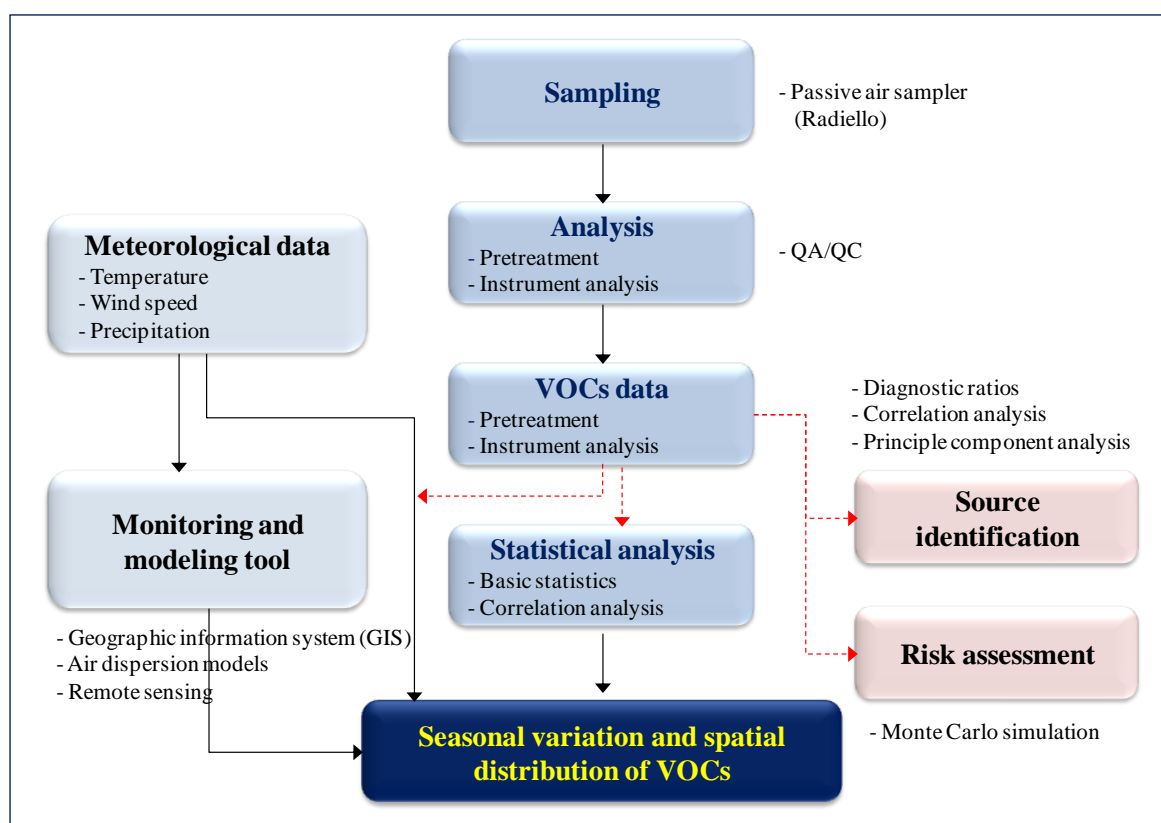 Sampling
- Passive air sampler
(Radiello)
Analysis
- Pretreatment
- Instrument analysis
- QA/QC
Meteorological data
- Temperature
- Wind speed
- Precipitation
VOCs data
- Pretreatment
- Instrument analysis
- Diagnostic ratios
- Correlation analysis
- Principle component analysis
Monitoring and
modeling tool
- Geographic information system (GIS)
- Air dispersion models
- Remote sensing
Statistical analysis
- Basic statistics
- Correlation analysis
Source
identification
Risk assessment
- Monte Carlo simulation
Seasonal variation and spatial
distribution of VOCs